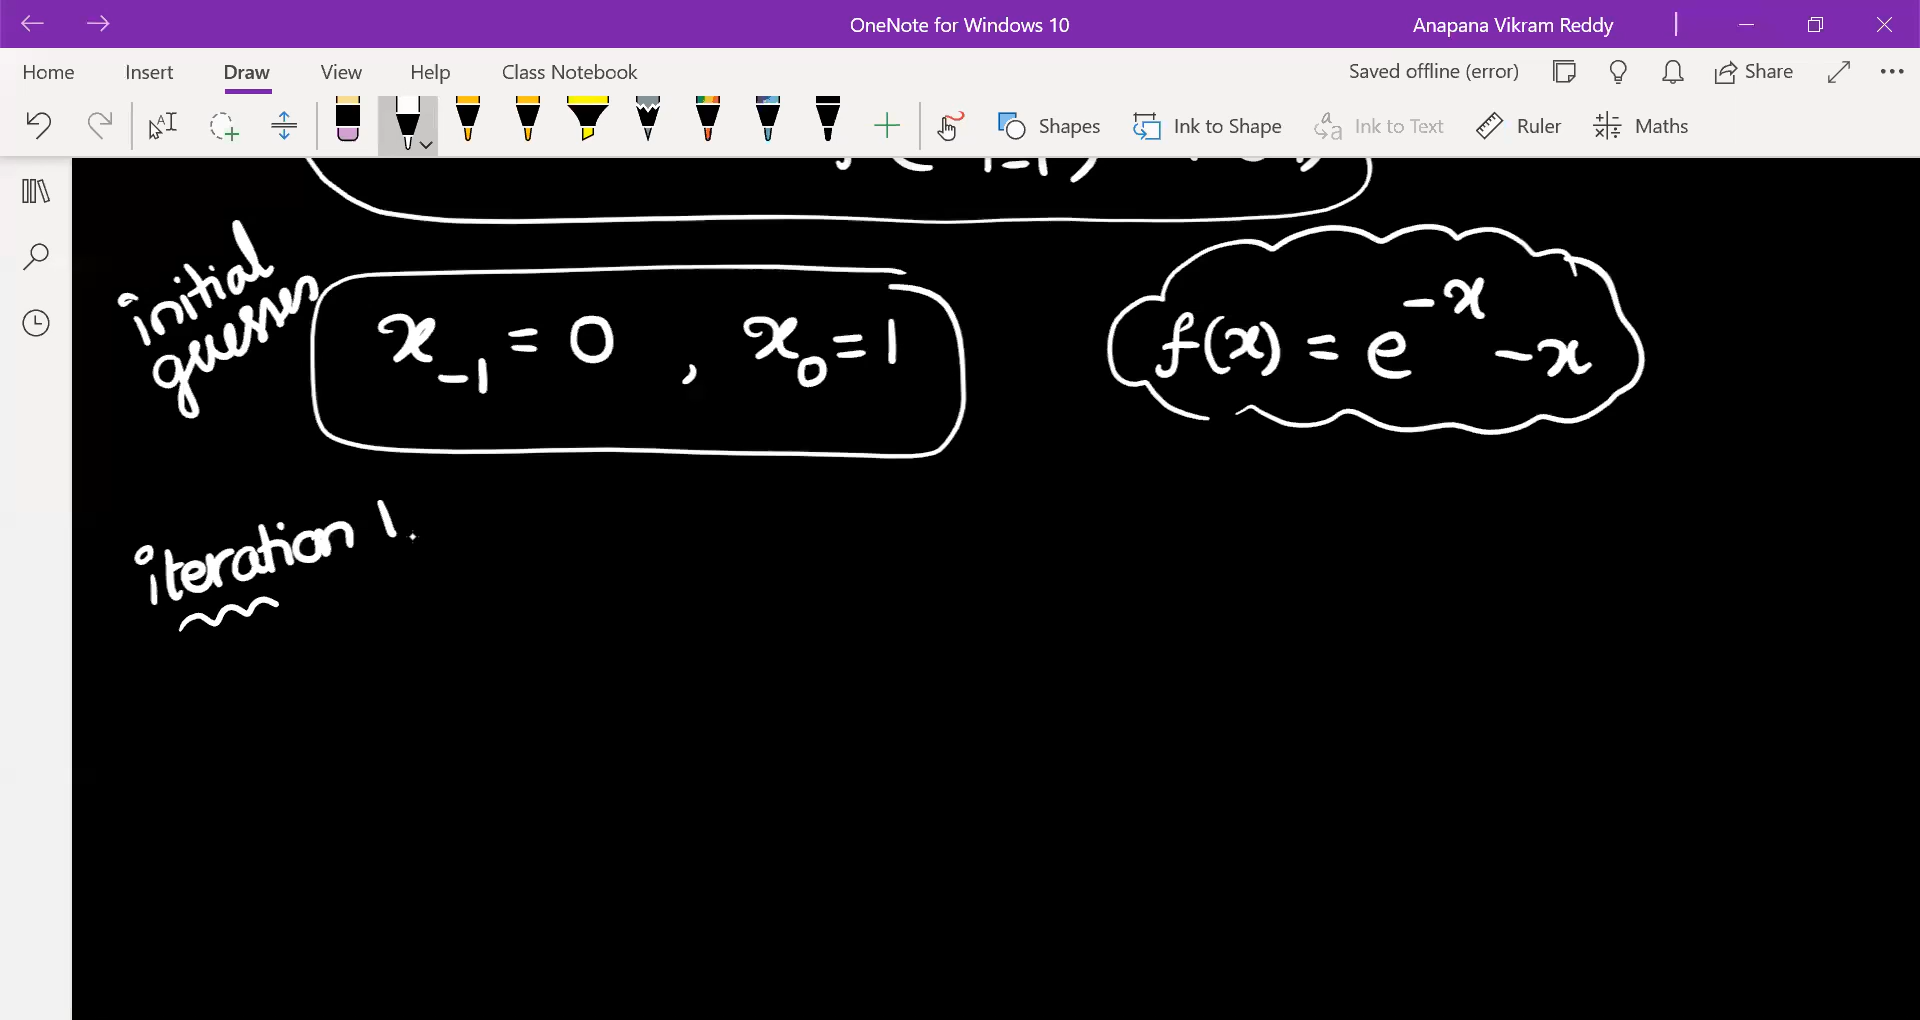 OneNote for Windows 10
Anapana Vikram Reddy
Home Insert Draw View Help Class Notebook
Saved offline (error) Share
Shapes Ink to Shape Ink to Text Ruler Maths
initial
guesses
x₋₁ = 0 , x₀ = 1
f(x) = e⁻ˣ - x
iteration 1